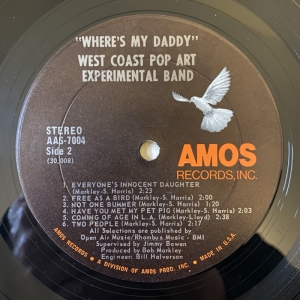 "WHERE'S MY DADDY"
WEST COAST POP ART
EXPERIMENTAL BAND
STEREO
AAS-7004
Side 2
(30,008)
AMOS
RECORDS, INC.
1. EVERYONE'S INNOCENT DAUGHTER
(Markley-S. Harris) 2:23
2. FREE AS A BIRD (Markley-S. Harris) 2:00
3. NOT ONE BUMMER (Markley-S. Harris) 2:00
4. HAVE YOU MET MY PET PIG (Markley-S. Harris) 2:03
5. COMING OF AGE IN L.A. (Markley-Lloyd) 2:38
6. TWO PEOPLE (Markley-S. Harris) 2:00
All Selections are published by
Open Air Music/Rhombus Music - BMI
Supervised by Jimmy Bowen
Produced by
Bob Markley
Engineer: Bill Halverson
AMOS RECORDS • A DIVISION OF AMOS PROD. INC. • MADE IN U.S.A.